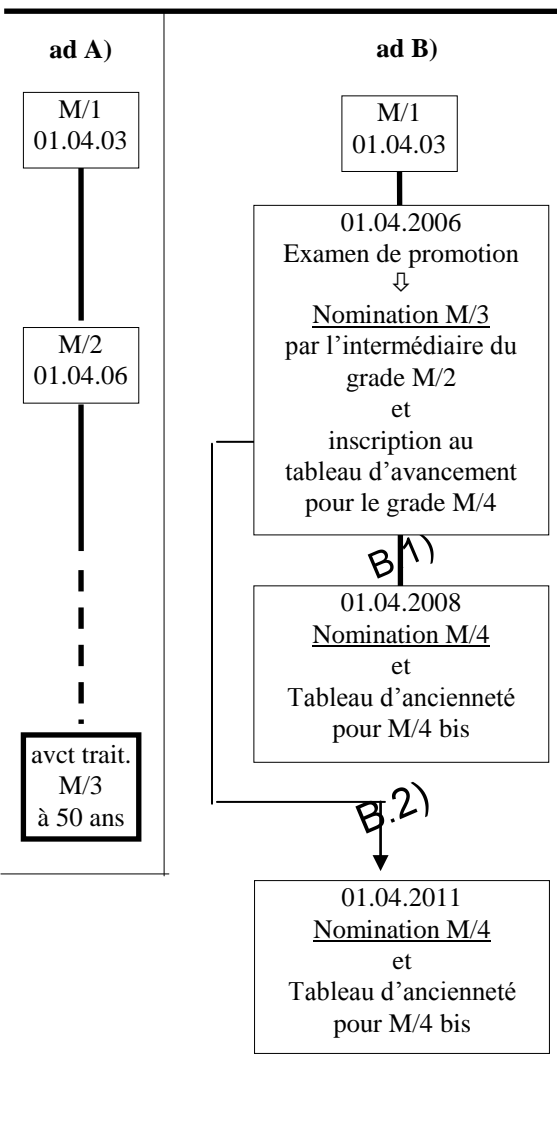 ad A)
M/1
01.04.03
M/2
01.04.06
avct trait.
M/3
à 50 ans
ad B)
M/1
01.04.03
01.04.2006
Examen de promotion
⇩
Nomination M/3
par l’intermédiaire du
grade M/2
et
inscription au
tableau d’avancement
pour le grade M/4
B.1)
01.04.2008
Nomination M/4
et
Tableau d’ancienneté
pour M/4 bis
B.2)
01.04.2011
Nomination M/4
et
Tableau d’ancienneté
pour M/4 bis